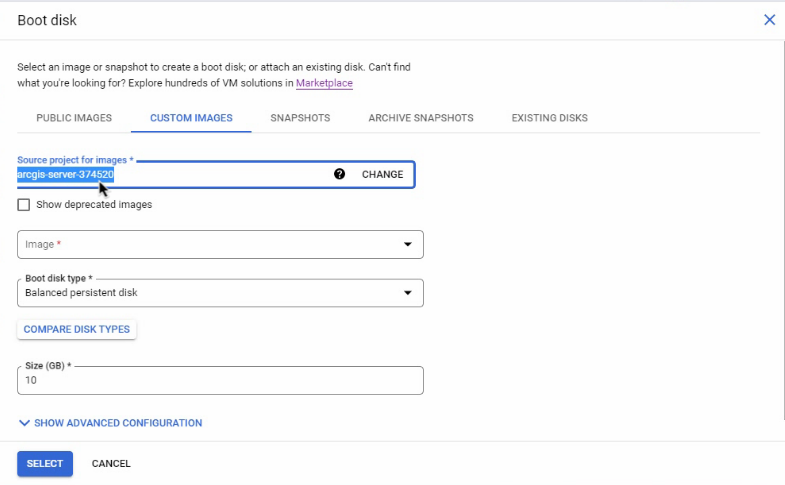 Boot disk
Select an image or snapshot to create a boot disk; or attach an existing disk. Can't find
what you're looking for? Explore hundreds of VM solutions in Marketplace
PUBLIC IMAGES CUSTOM IMAGES SNAPSHOTS ARCHIVE SNAPSHOTS EXISTING DISKS
Source project for images *
arcgis-server-374520 ? CHANGE
Show deprecated images
Image *
Boot disk type *
Balanced persistent disk
COMPARE DISK TYPES
Size (GB) *
10
SHOW ADVANCED CONFIGURATION
SELECT CANCEL